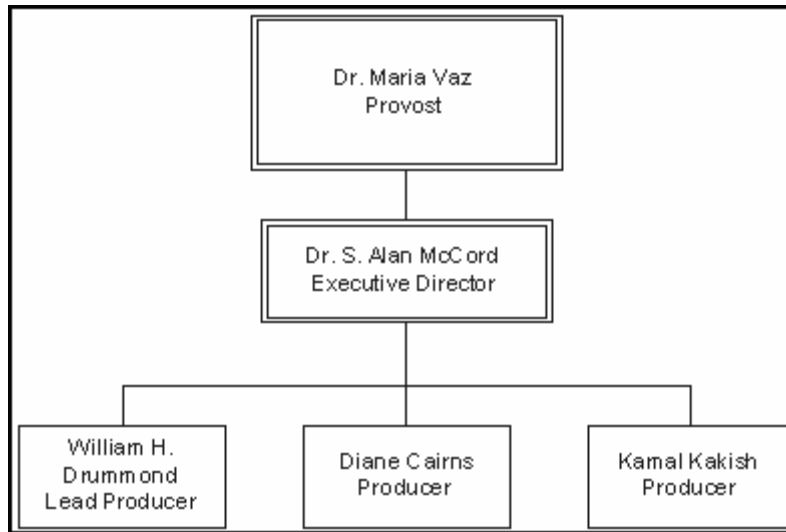 Dr. Maria Vaz
Provost
Dr. S. Alan McCord
Executive Director
William H.
Drummond
Lead Producer
Diane Cairns
Producer
Kamal Kakish
Producer